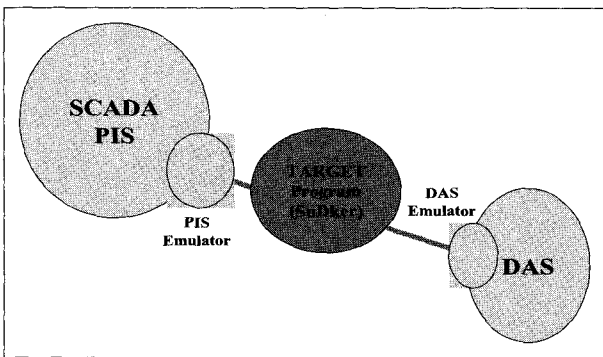 SCADA
PIS
TARGET
Program
PIS
Emulator
DAS
Emulator
DAS